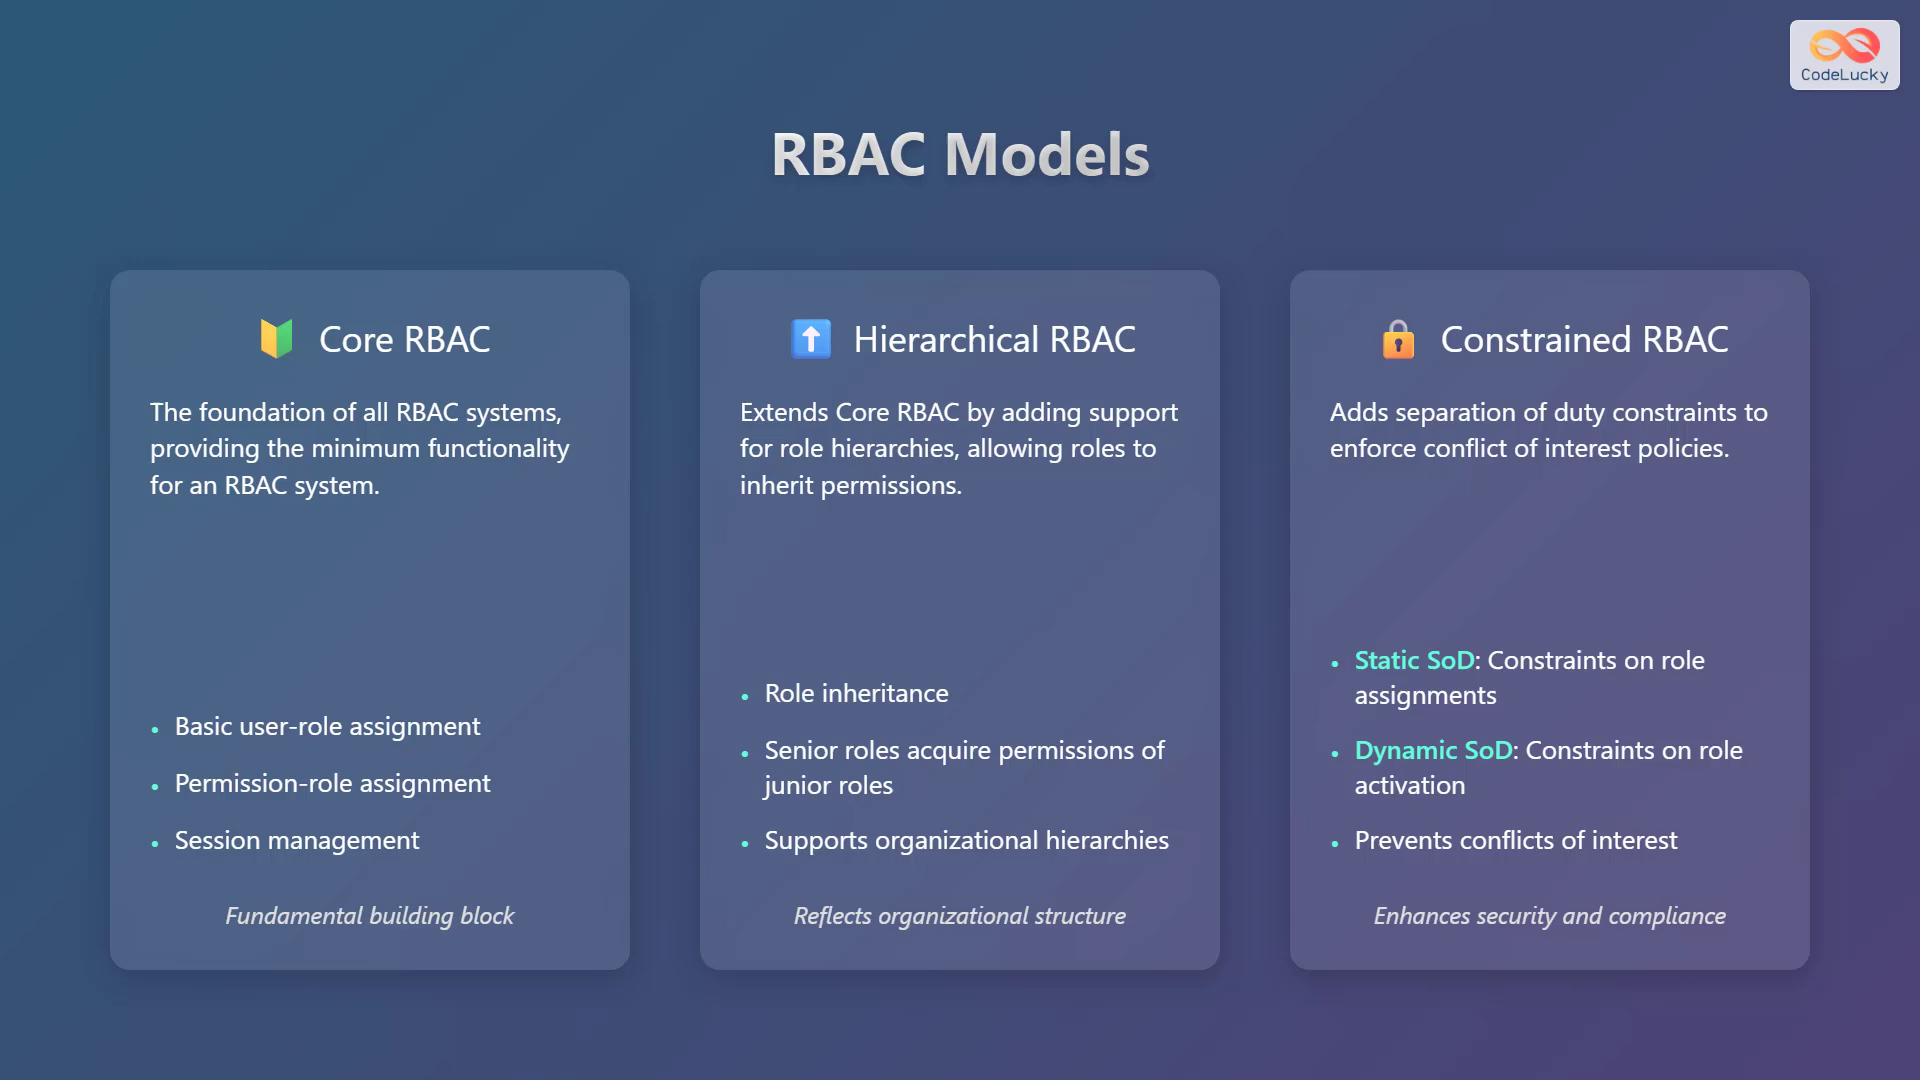 CodeLucky
RBAC Models
Core RBAC
The foundation of all RBAC systems,
providing the minimum functionality
for an RBAC system.
• Basic user-role assignment
• Permission-role assignment
• Session management
Fundamental building block
Hierarchical RBAC
Extends Core RBAC by adding support
for role hierarchies, allowing roles to
inherit permissions.
• Role inheritance
• Senior roles acquire permissions of
junior roles
• Supports organizational hierarchies
Reflects organizational structure
Constrained RBAC
Adds separation of duty constraints to
enforce conflict of interest policies.
• Static SoD: Constraints on role
assignments
• Dynamic SoD: Constraints on role
activation
• Prevents conflicts of interest
Enhances security and compliance